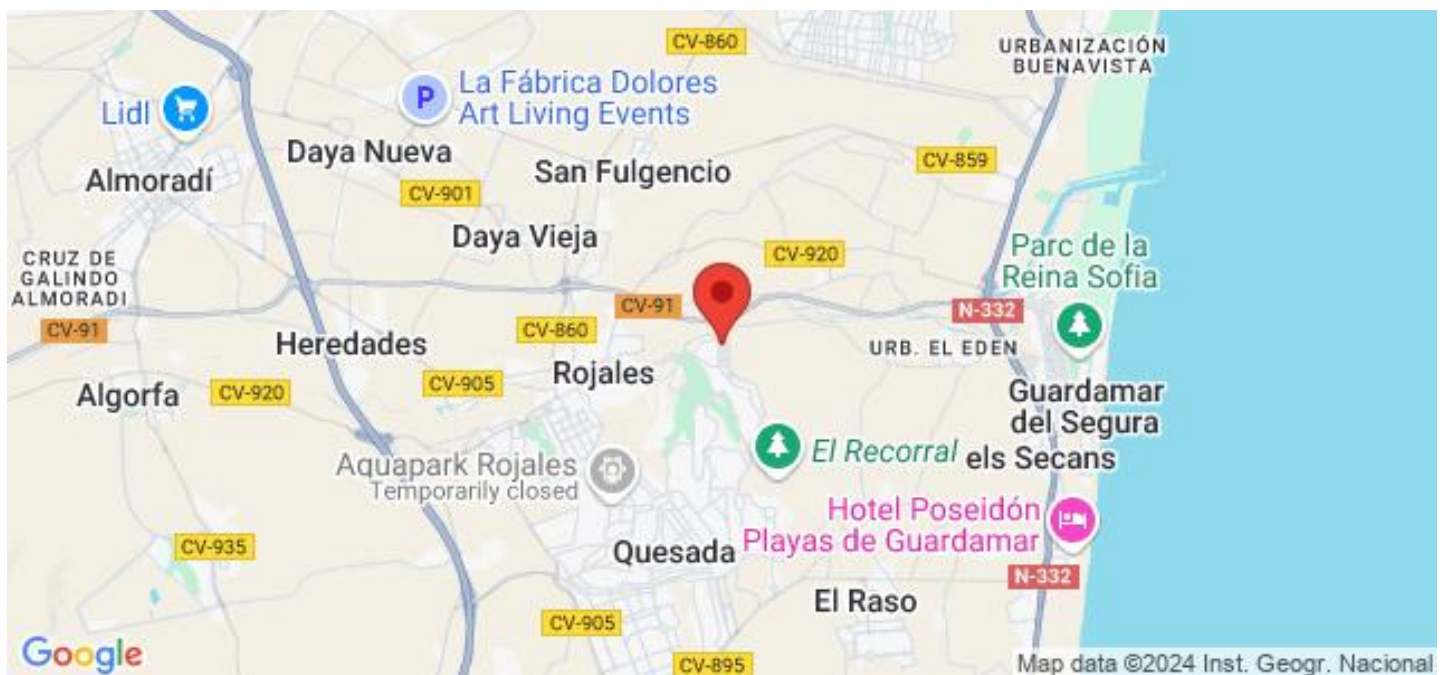 CV-860
URBANIZACIÓN
BUENAVISTA
La Fábrica Dolores
Art Living Events
P
Lidl
Daya Nueva
San Fulgencio
CV-859
Almoradí
CV-901
Daya Vieja
CV-920
Parc de la
Reina Sofia
CRUZ DE
GALINDO
ALMORADI
CV-91
CV-91
N-332
CV-860
Heredades
URB. EL EDEN
Rojales
CV-905
Algorfa
CV-920
Guardamar
del Segura
El Recorral
els Secans
Aquapark Rojales
Temporarily closed
Hotel Poseidón
Playas de Guardamar
CV-935
Quesada
N-332
El Raso
CV-905
Google
CV-895
Map data ©2024 Inst. Geogr. Nacional